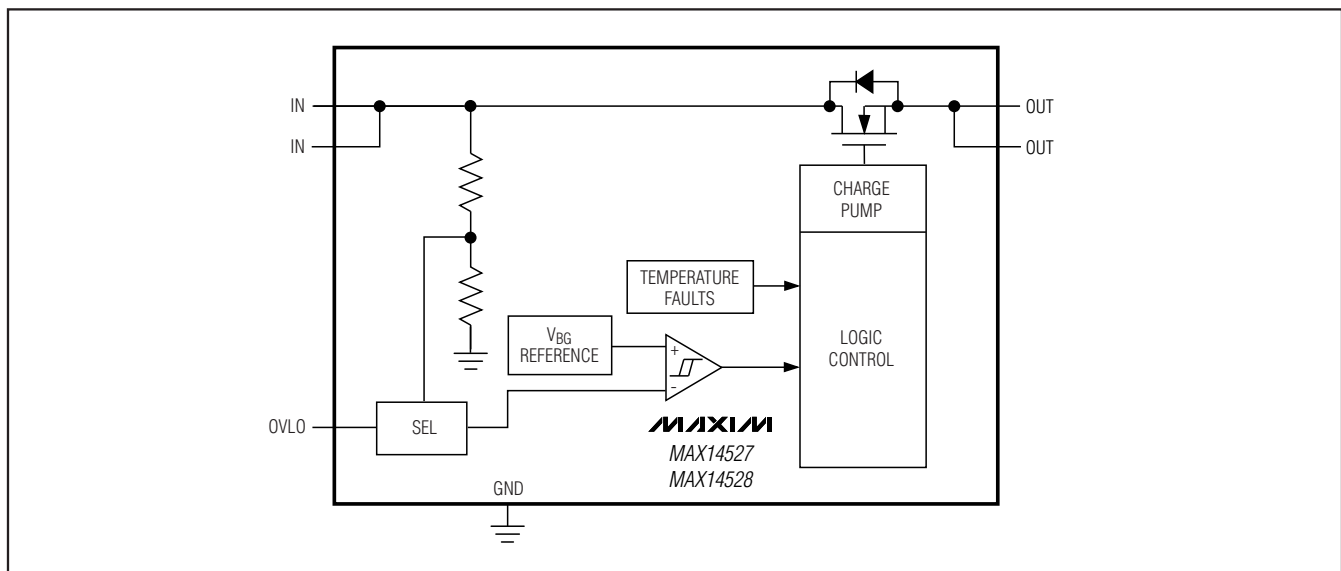 IN
OUT
IN
OUT
CHARGE
PUMP
TEMPERATURE
FAULTS
VBG
REFERENCE
+
-
LOGIC
CONTROL
OVLO
SEL
MAXIM
MAX14527
MAX14528
GND